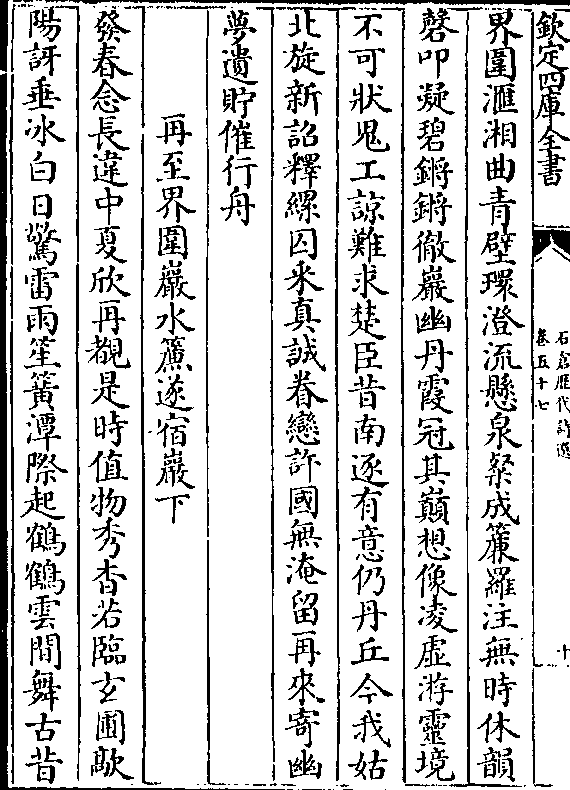 欽定四庫全書
石倉歷代詩選
卷五十七
十
界圍滙湘曲青壁環澄流懸泉粲成簾羅注無時休韻
磬叩凝碧鏘鏘徹巖幽丹霞冠其巔想像凌虛游靈境
不可狀鬼工諒難求楚臣昔南逐有意仍丹丘今我姑
北旋新詔釋縲囚采真誠眷戀許國無淹留再來寄幽
夢遺貯催行舟
再至界圍巖水簾遂宿巖下
發春念長違中夏欣再覩是時值物秀杳若臨玄圃歊
陽訝垂冰白日驚雷雨笙簧潭際起鸛鶴雲間舞古昔